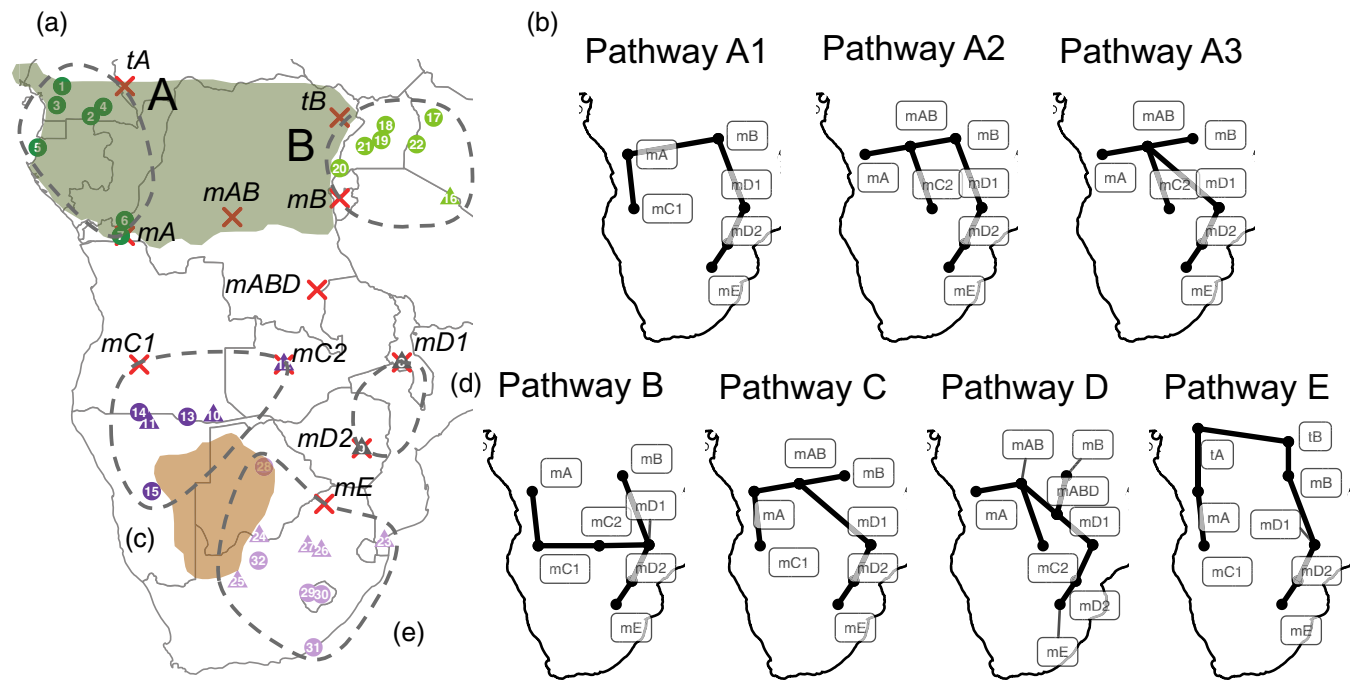 (a)
tA
A
1
3
4
2
5
6
7
mA
mAB
tB
B
mB
17
18
19
21
22
20
16
mABD
mC1
mC2
mD1
14
11
13
10
mD2
15
28
mE
(c)
24
32
25
27
26
23
29
30
31
(e)
(b)
Pathway A1
mA
mB
mC1
mD1
mD2
mE
Pathway A2
mAB
mB
mA
mC2
mD1
mD2
mE
Pathway A3
mAB
mB
mA
mC2
mD1
mD2
mE
(d)
Pathway B
mA
mB
mC2
mD1
mC1
mD2
mE
Pathway C
mAB
mB
mA
mD1
mC1
mD2
mE
Pathway D
mAB
mB
mABD
mA
mD1
mC2
mD2
mE
Pathway E
tA
tB
mB
mA
mD1
mC1
mD2
mE